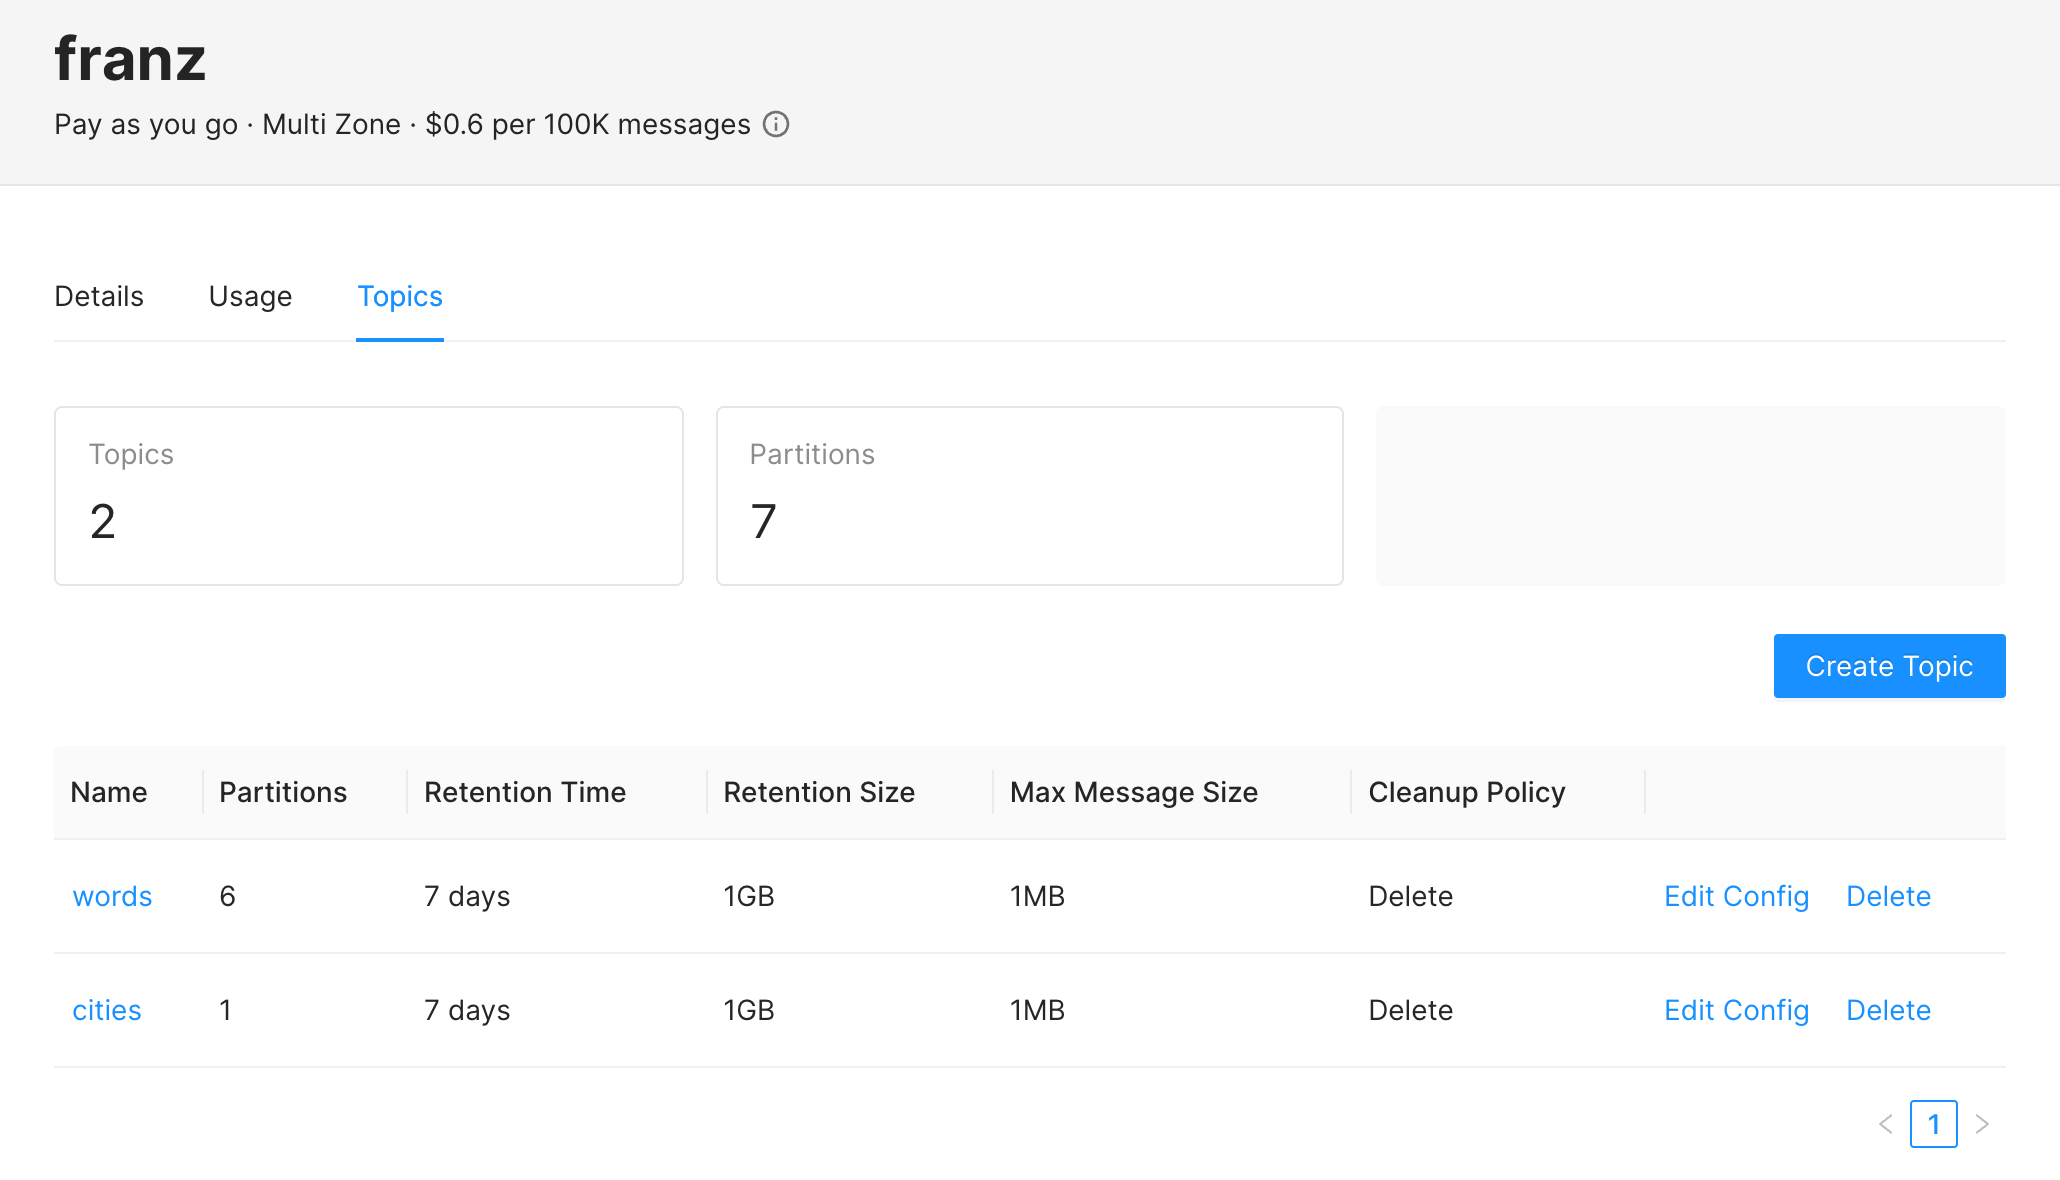 franz
Pay as you go · Multi Zone · $0.6 per 100K messages
Details Usage Topics
Topics Partitions
2 7
Create Topic
Name Partitions Retention Time Retention Size Max Message Size Cleanup Policy
words 6 7 days 1GB 1MB Delete Edit Config Delete
cities 1 7 days 1GB 1MB Delete Edit Config Delete
1